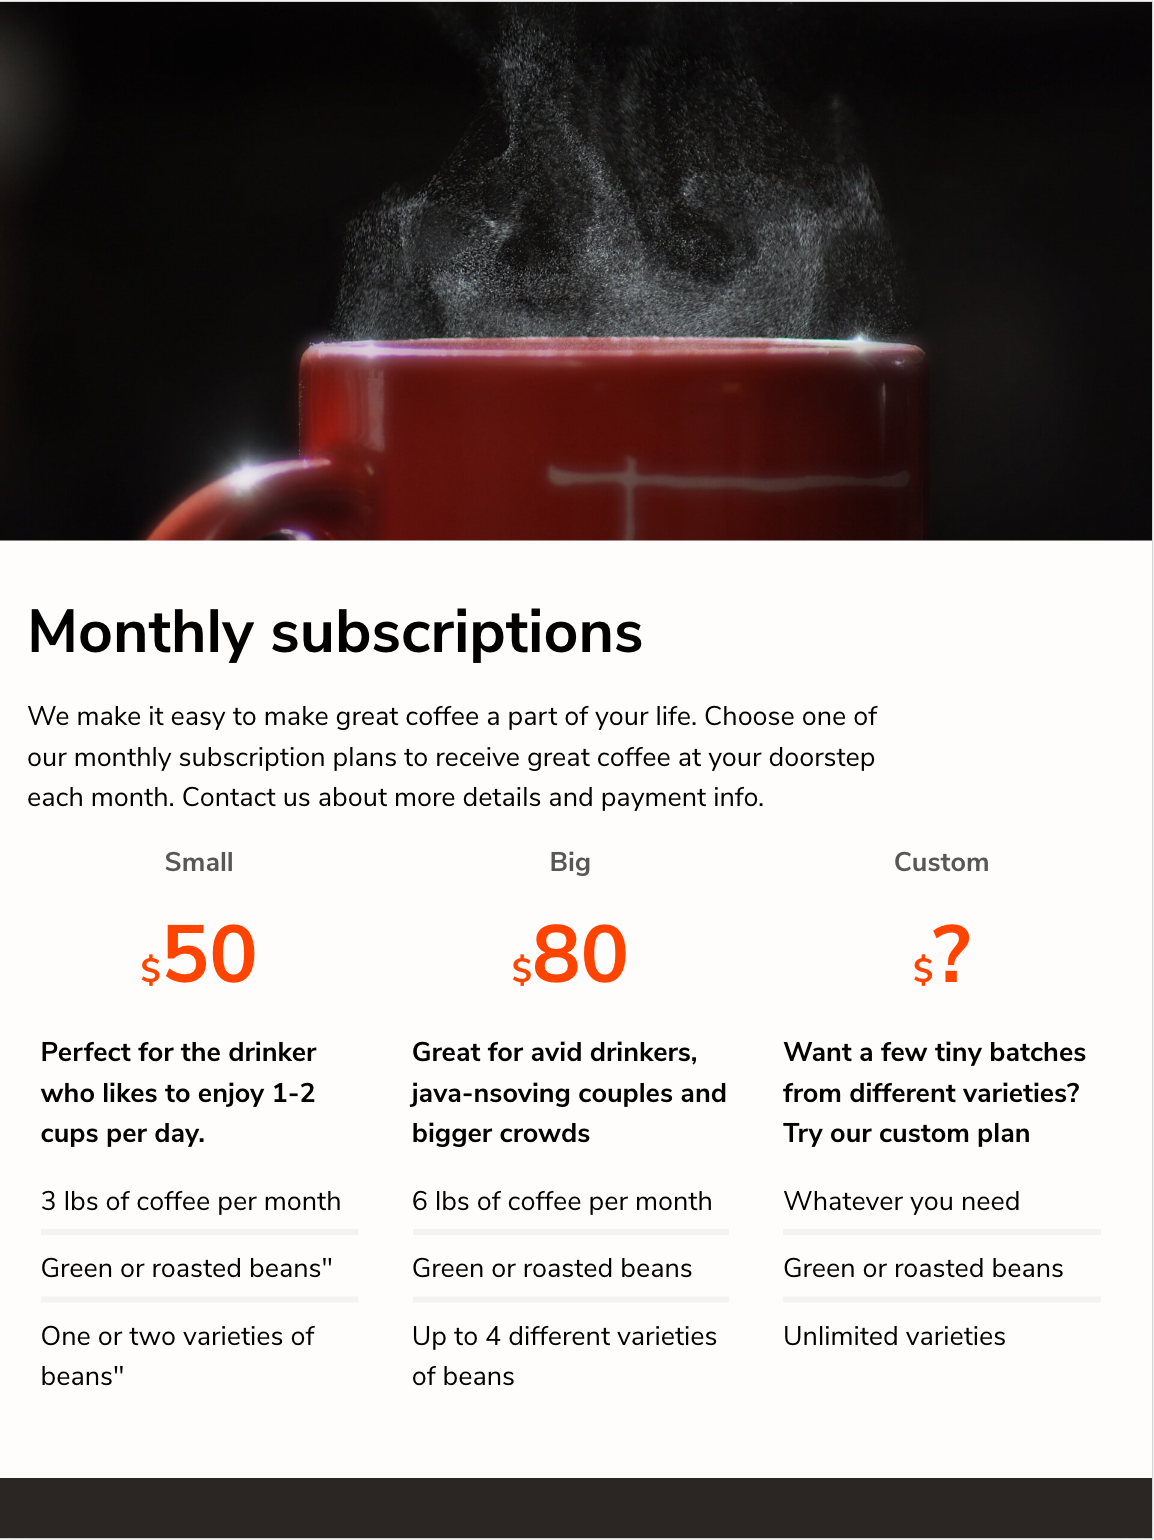 Monthly subscriptions
We make it easy to make great coffee a part of your life. Choose one of
our monthly subscription plans to receive great coffee at your doorstep
each month. Contact us about more details and payment info.
Small
$50
Perfect for the drinker
who likes to enjoy 1-2
cups per day.
3 lbs of coffee per month
Green or roasted beans"
One or two varieties of
beans"
Big
$80
Great for avid drinkers,
java-nsoving couples and
bigger crowds
6 lbs of coffee per month
Green or roasted beans
Up to 4 different varieties
of beans
Custom
$?
Want a few tiny batches
from different varieties?
Try our custom plan
Whatever you need
Green or roasted beans
Unlimited varieties